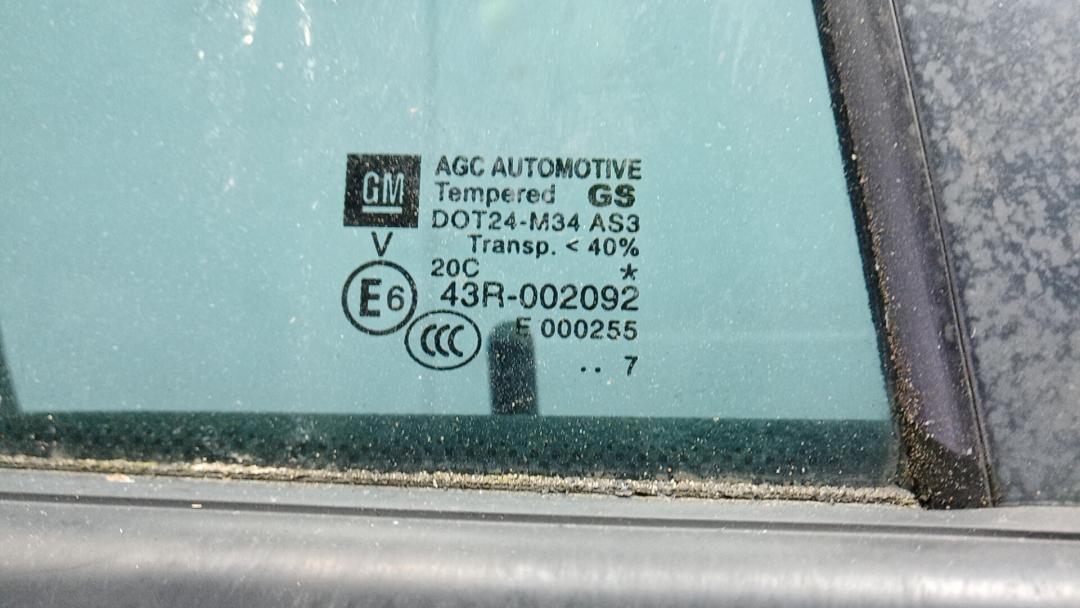 GM
AGC AUTOMOTIVE
Tempered GS
DOT24-M34 AS3
V
Transp. < 40%
20C *
E6
43R-002092
CCC
E 000255
.. 7